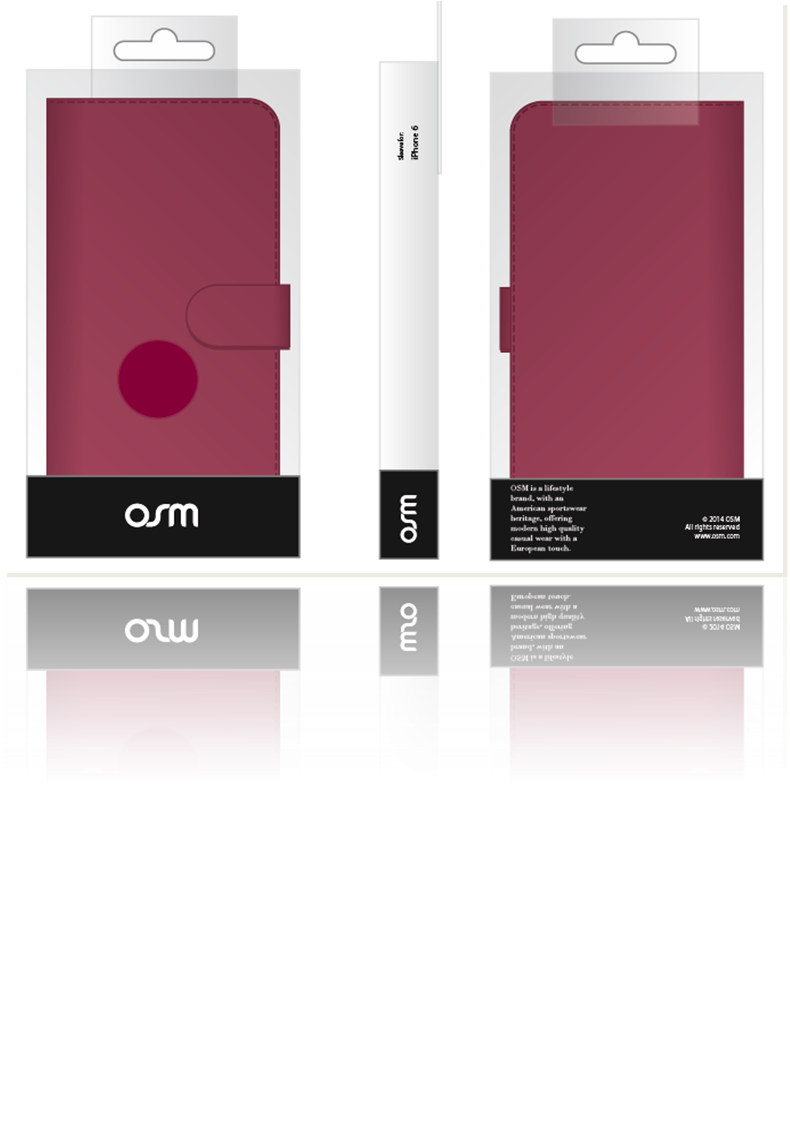 osm
Sleeve for:
iPhone 6
osm
OSM is a lifestyle
brand, with an
American sportswear
heritage, offering
modern high quality
casual wear with a
European touch.
© 2014 OSM
All rights reserved
www.osm.com